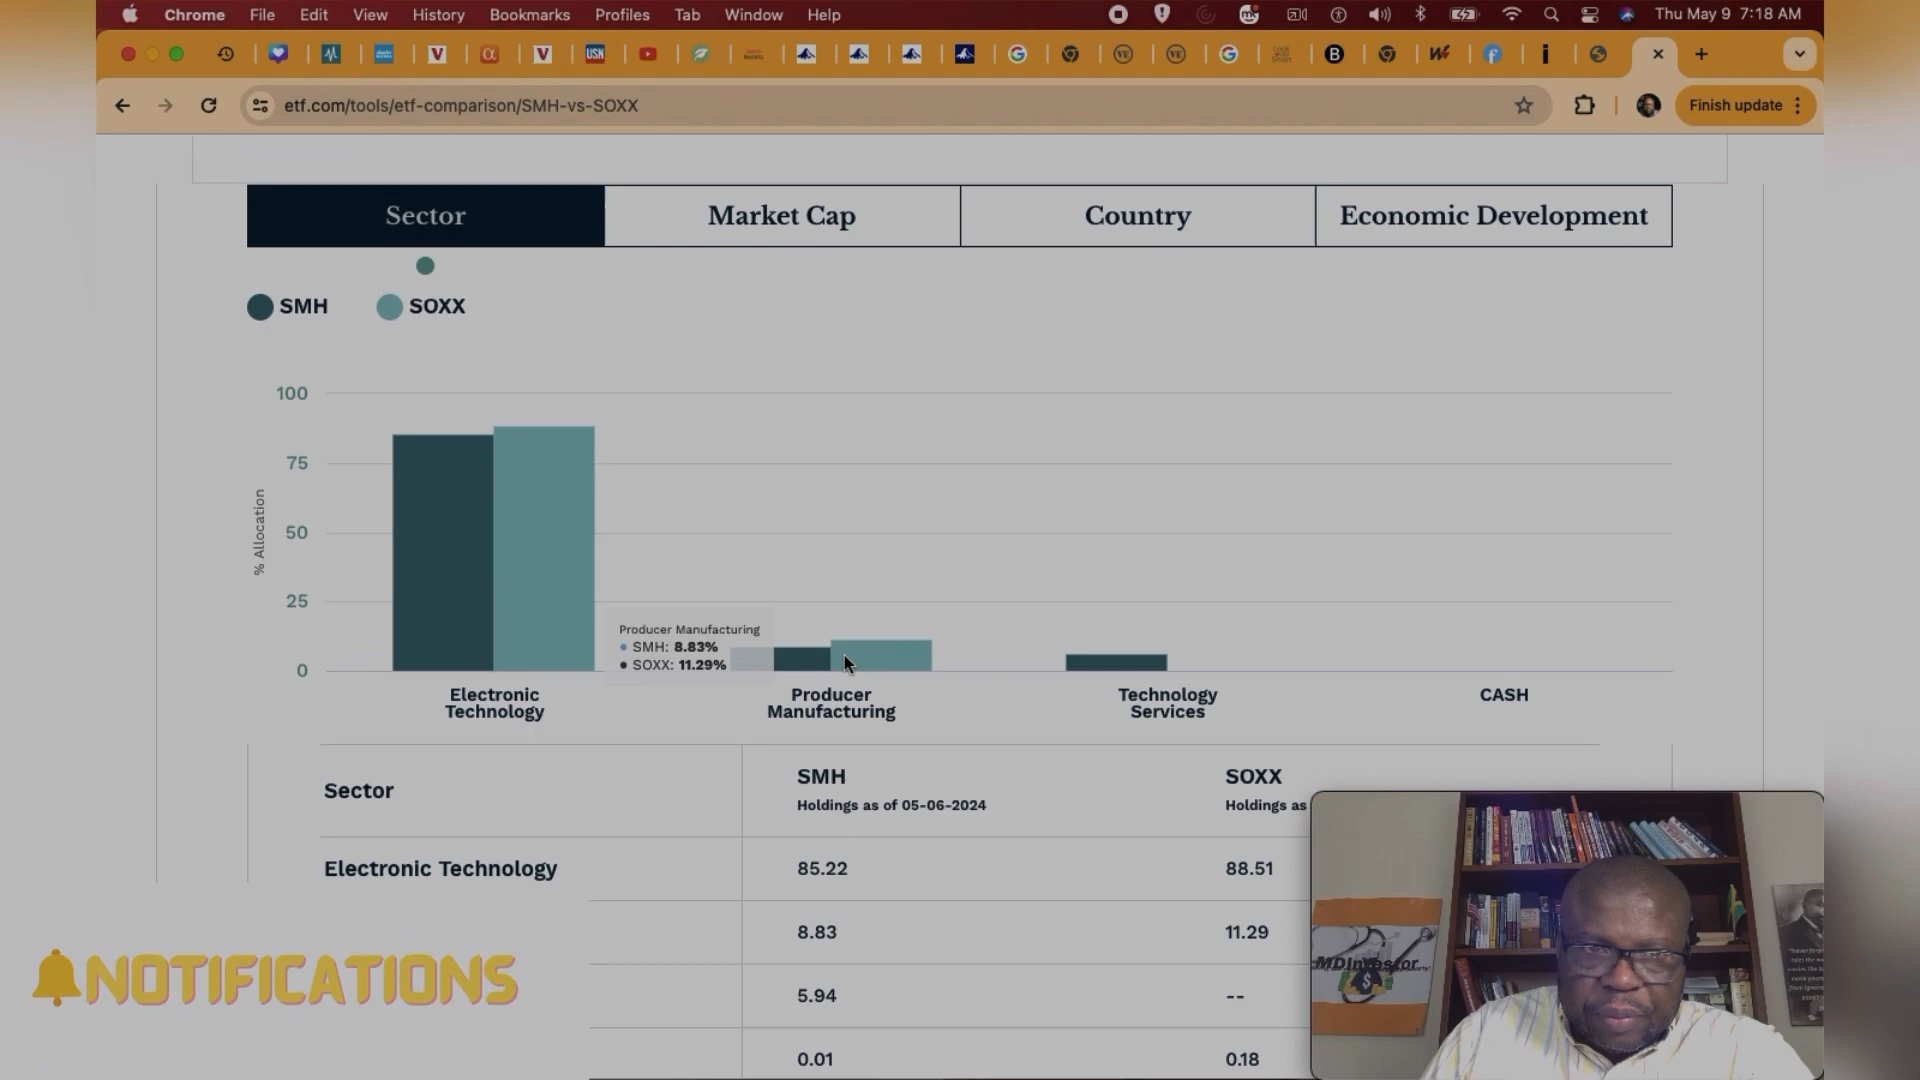 Chrome File Edit View History Bookmarks Profiles Tab Window Help Thu May 9 7:18 AM
etf.com/tools/etf-comparison/SMH-vs-SOXX Finish update
Sector Market Cap Country Economic Development
SMH SOXX
100
75
50
25
0
% Allocation
Producer Manufacturing
SMH: 8.83%
SOXX: 11.29%
Electronic
Technology
Producer
Manufacturing
Technology
Services
CASH
Sector
SMH
Holdings as of 05-06-2024
SOXX
Holdings as
Electronic Technology 85.22 88.51
8.83 11.29
5.94 --
0.01 0.18
NOTIFICATIONS
MDInvestor